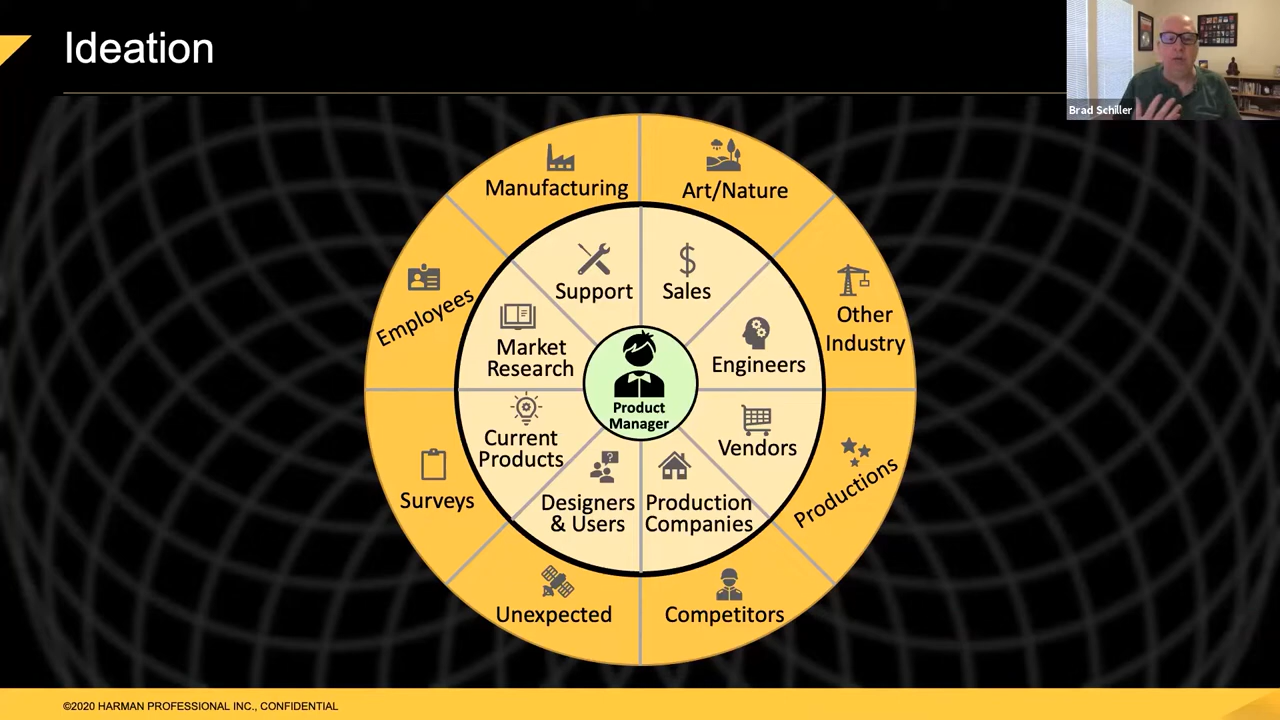 Ideation
Brad Schiller
Manufacturing
Art/Nature
Employees
Other
Industry
Surveys
Productions
Unexpected
Competitors
Support
Sales
Market
Research
Engineers
Current
Products
Vendors
Designers
& Users
Production
Companies
Product
Manager
?
$
©2020 HARMAN PROFESSIONAL INC., CONFIDENTIAL